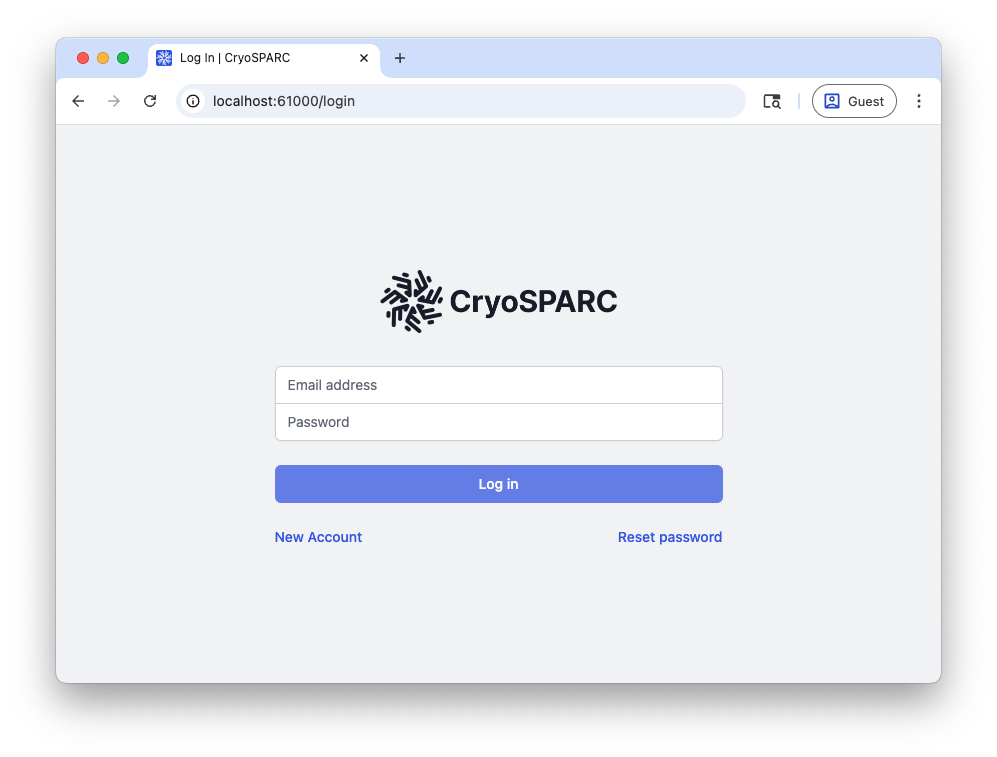 Log In | CryoSPARC
localhost:61000/login
Guest
CryoSPARC
Email address
Password
Log in
New Account
Reset password